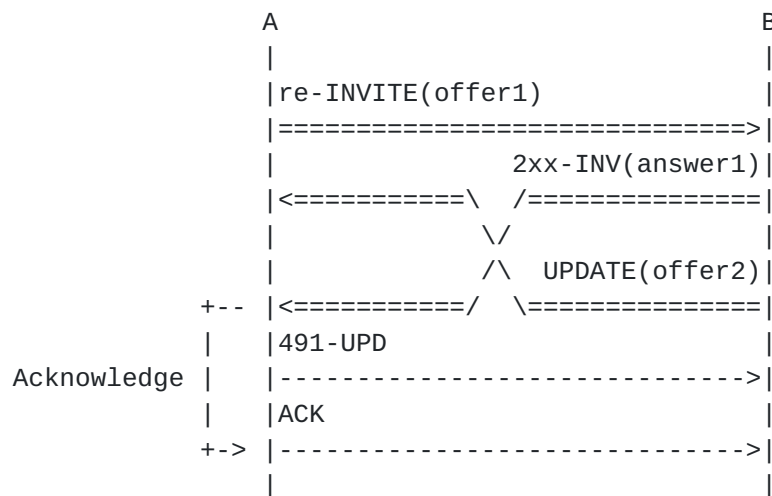 A                                B
                 |                                |
                 |re-INVITE(offer1)               |
                 |==============================>|
                 |               2xx-INV(answer1)|
                 |<===========\  /===============|
                 |             \/                |
                 |             /\  UPDATE(offer2)|
             +-- |<===========/  \===============|
             |   |491-UPD                        |
 Acknowledge |   |------------------------------>|
             |   |ACK                            |
             +-> |------------------------------>|
                 |                               |